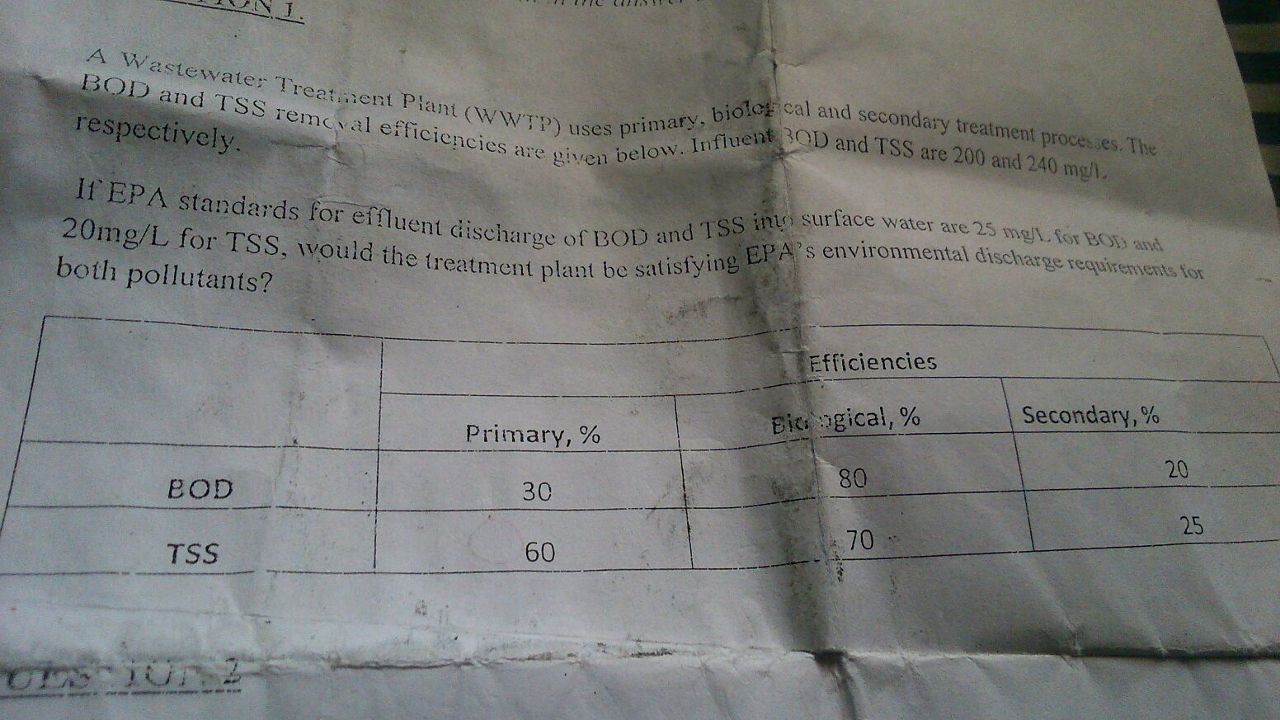 A Wastewater Treatment Plant (WWTP) uses primary, biological and secondary treatment processes. The
BOD and TSS removal efficiencies are given below. Influent BOD and TSS are 200 and 240 mg/l,
respectively.
If EPA standards for effluent discharge of BOD and TSS into surface water are 25 mg/L for BOD and
20mg/L for TSS, would the treatment plant be satisfying EPA's environmental discharge requirements for
both pollutants?
Efficiencies
Primary, % Biological, % Secondary, %
BOD 30 80 20
TSS 60 70 25
QUESTION 2